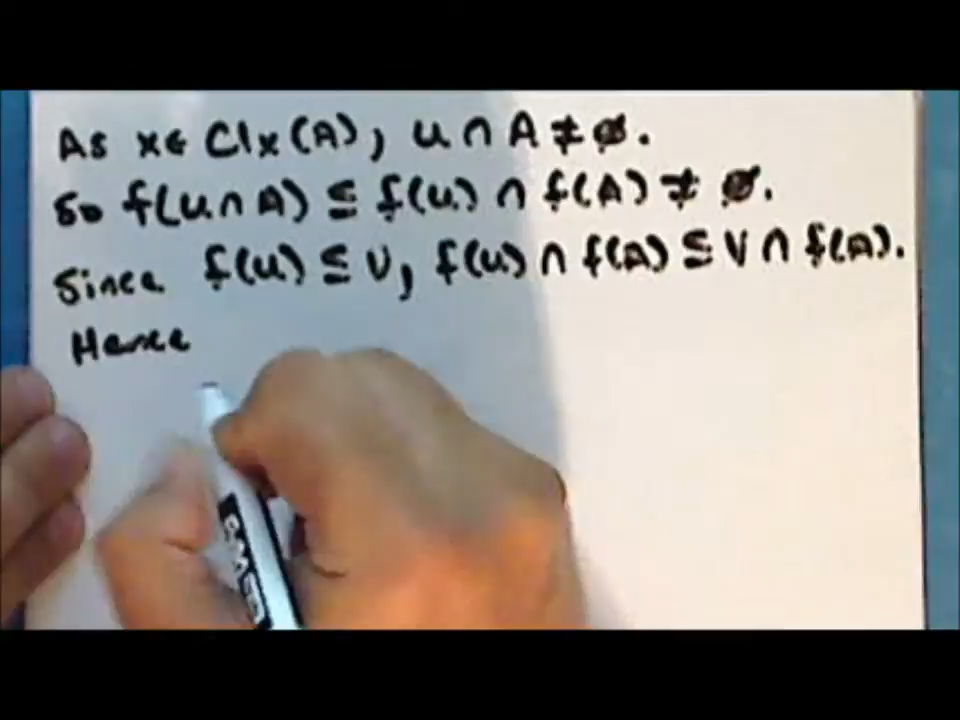 As x∈ Clx(A), U ∩ A ≠ ∅.
So f(U ∩ A) ⊆ f(U) ∩ f(A) ≠ ∅.
Since f(U) ⊆ V, f(U) ∩ f(A) ⊆ V ∩ f(A).
Hence